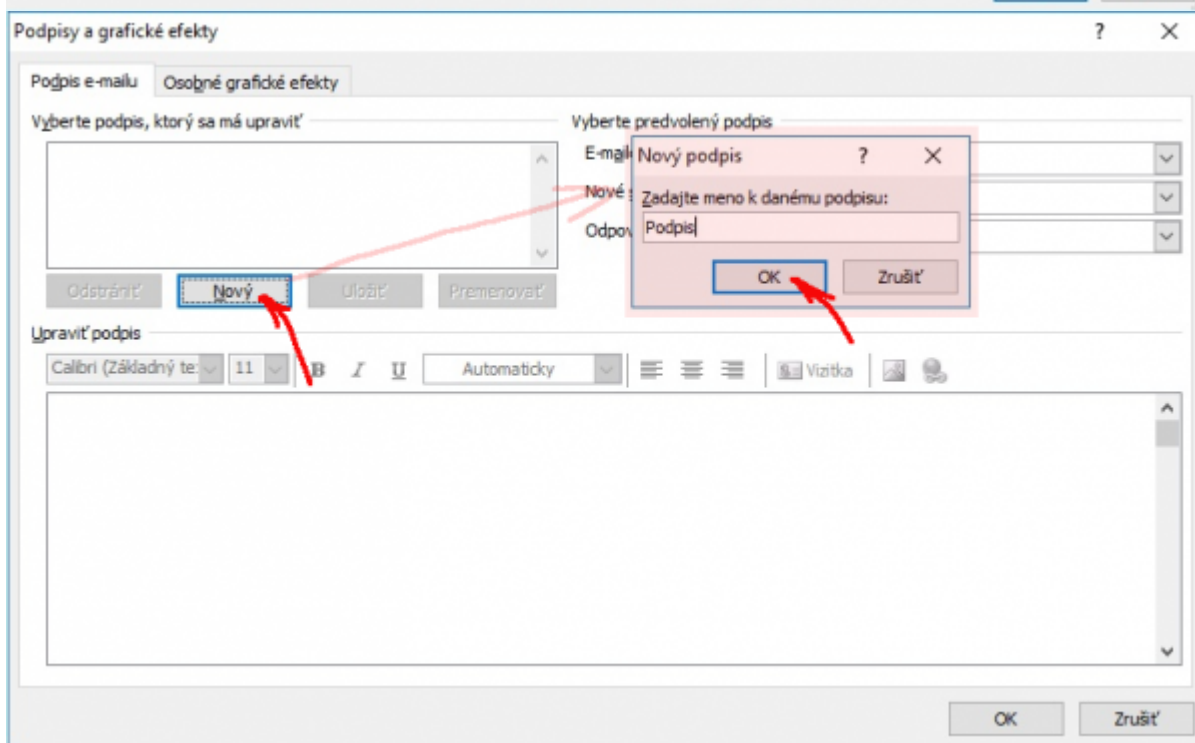 Podpisy a grafické efekty ?
Podpis e-mailu Osobné grafické efekty
Vyberte podpis, ktorý sa má upraviť
Vyberte predvolený podpis
Nový podpis ?
Zadajte meno k danému podpisu:
Podpis
OK Zrušiť
Nové
Odstrániť Nový Uložiť Premenovať
Upraviť podpis
Calibri (Základný te 11 B I U Automaticky Vizitka
OK Zrušiť